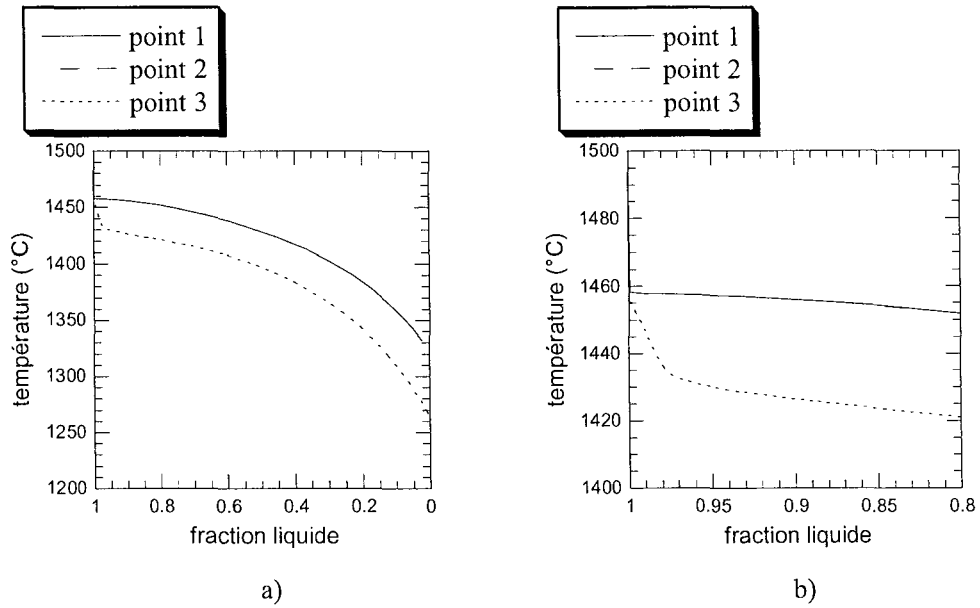 point 1
point 2
point 3
1500
1450
1400
1350
1300
1250
1200
température (°C)
1 0.8 0.6 0.4 0.2 0
fraction liquide
a)
point 1
point 2
point 3
1500
1480
1460
1440
1420
1400
température (°C)
1 0.95 0.9 0.85 0.8
fraction liquide
b)